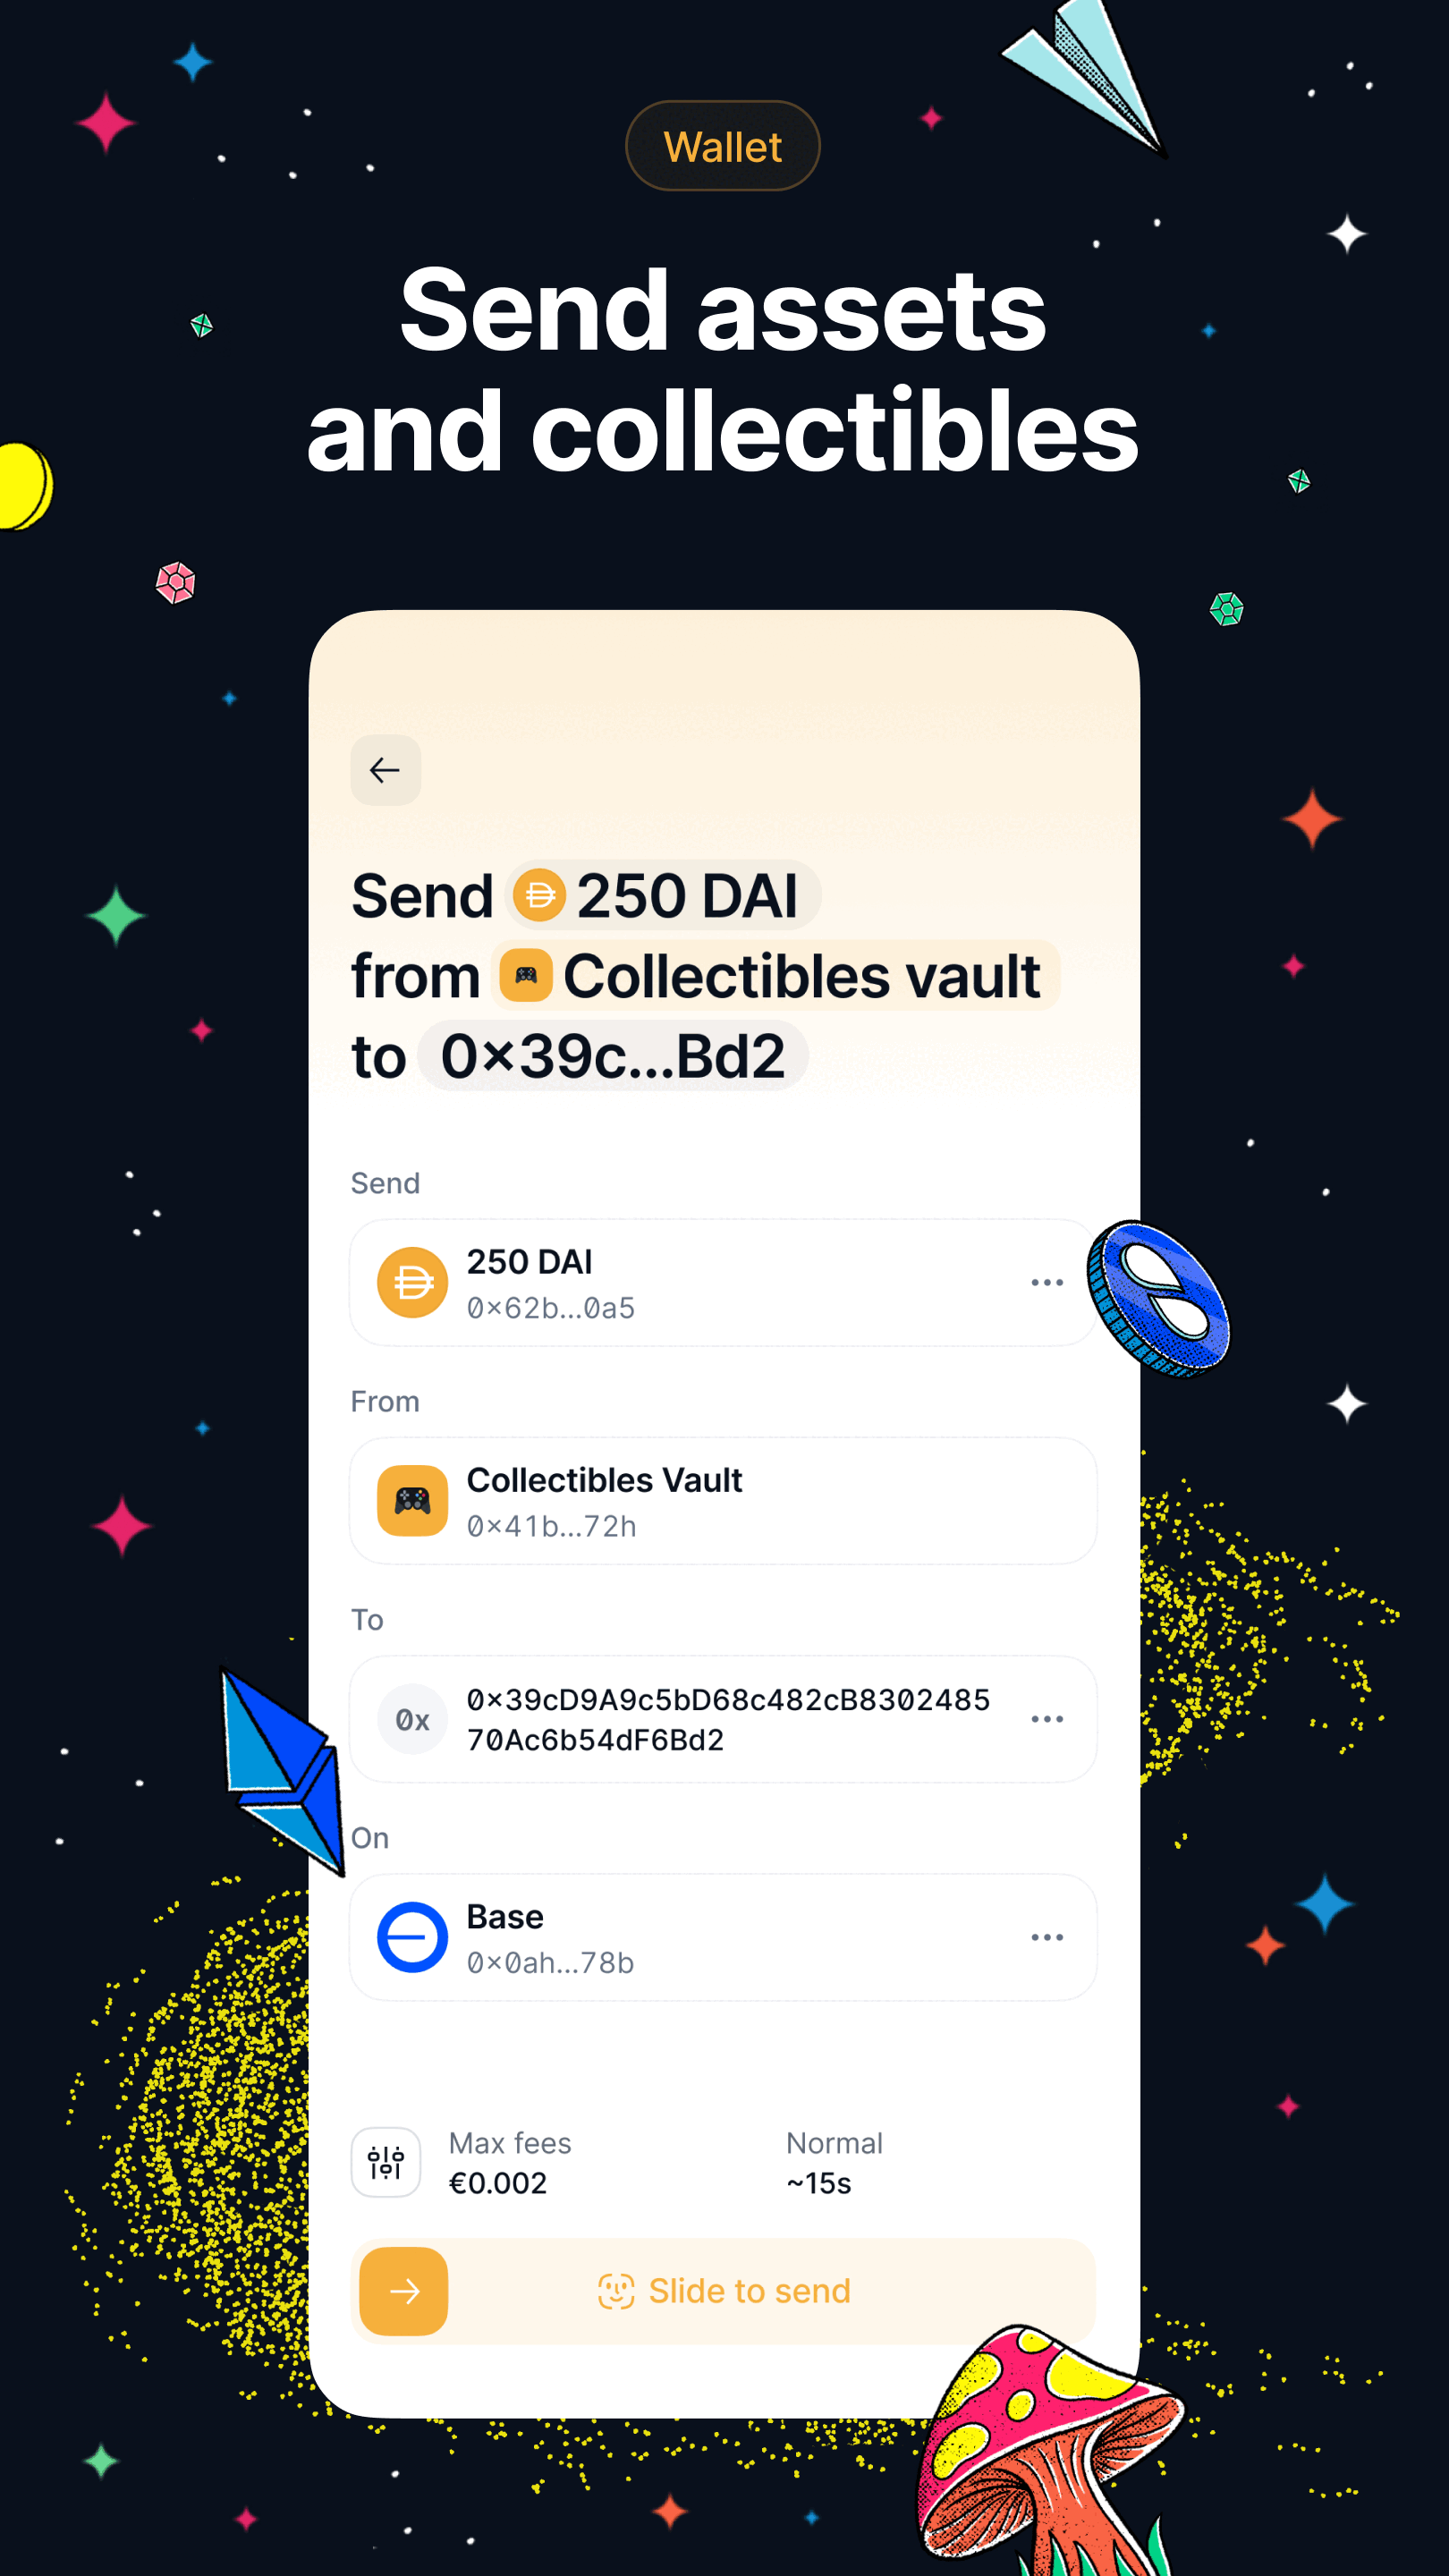 Wallet
Send assets
and collectibles
Send 250 DAI
from Collectibles vault
to 0×39c...Bd2
Send
250 DAI
0×62b...0a5
From
Collectibles Vault
0×41b...72h
To
0x
0×39cD9A9c5bD68c482cB8302485
70Ac6b54dF6Bd2
On
Base
0×0ah...78b
Max fees
€0.002
Normal
~15s
Slide to send